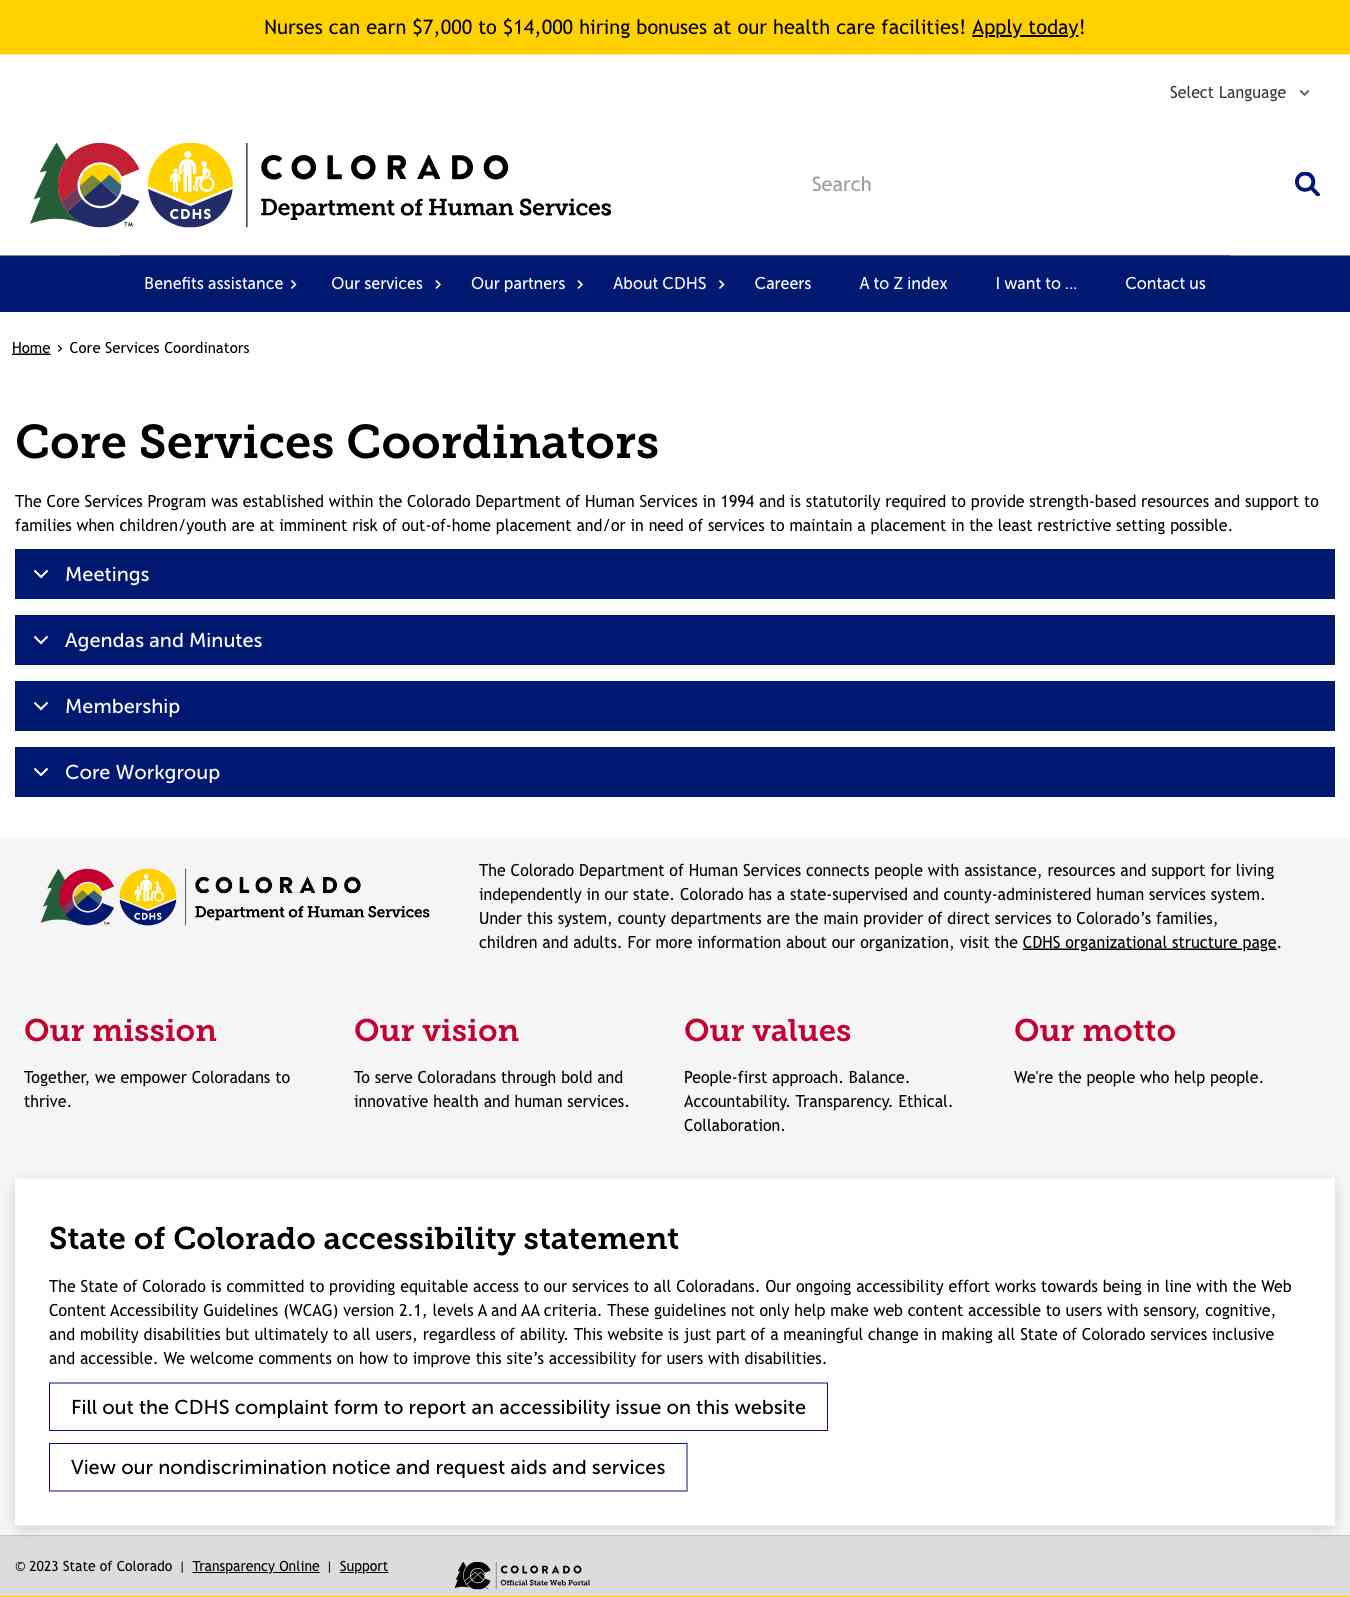 Nurses can earn $7,000 to $14,000 hiring bonuses at our health care facilities! Apply today!
Select Language
CDHS
TM
COLORADO
Department of Human Services
Search
Benefits assistance
Our services
Our partners
About CDHS
Careers
A to Z index
I want to ...
Contact us
Home › Core Services Coordinators
Core Services Coordinators
The Core Services Program was established within the Colorado Department of Human Services in 1994 and is statutorily required to provide strength-based resources and support to
families when children/youth are at imminent risk of out-of-home placement and/or in need of services to maintain a placement in the least restrictive setting possible.
Meetings
Agendas and Minutes
Membership
Core Workgroup
CDHS
COLORADO
Department of Human Services
The Colorado Department of Human Services connects people with assistance, resources and support for living
independently in our state. Colorado has a state-supervised and county-administered human services system.
Under this system, county departments are the main provider of direct services to Colorado’s families,
children and adults. For more information about our organization, visit the CDHS organizational structure page.
Our mission
Together, we empower Coloradans to
thrive.
Our vision
To serve Coloradans through bold and
innovative health and human services.
Our values
People-first approach. Balance.
Accountability. Transparency. Ethical.
Collaboration.
Our motto
We're the people who help people.
State of Colorado accessibility statement
The State of Colorado is committed to providing equitable access to our services to all Coloradans. Our ongoing accessibility effort works towards being in line with the Web
Content Accessibility Guidelines (WCAG) version 2.1, levels A and AA criteria. These guidelines not only help make web content accessible to users with sensory, cognitive,
and mobility disabilities but ultimately to all users, regardless of ability. This website is just part of a meaningful change in making all State of Colorado services inclusive
and accessible. We welcome comments on how to improve this site’s accessibility for users with disabilities.
Fill out the CDHS complaint form to report an accessibility issue on this website
View our nondiscrimination notice and request aids and services
© 2023 State of Colorado | Transparency Online | Support
COLORADO
Official State Web Portal